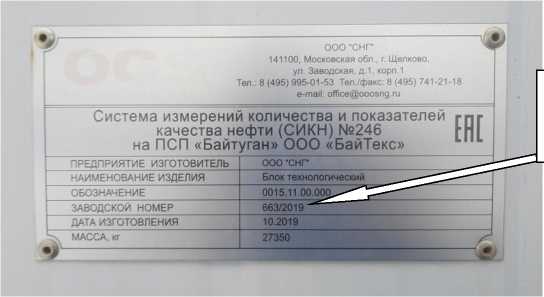 ООО "СНГ"
141100, Московская обл., г. Щелково,
ул. Заводская, д.1, корп.1
Тел.: 8 (495) 995-01-53 Тел./факс: 8 (495) 741-21-18
e-mail: office@ooosng.ru
Система измерений количества и показателей
качества нефти (СИКН) №246
на ПСП «Байтуган» ООО «БайТекс»
EAC
ПРЕДПРИЯТИЕ ИЗГОТОВИТЕЛЬ ООО "СНГ"
НАИМЕНОВАНИЕ ИЗДЕЛИЯ Блок технологический
ОБОЗНАЧЕНИЕ 0015.11.00.000
ЗАВОДСКОЙ НОМЕР 663/2019
ДАТА ИЗГОТОВЛЕНИЯ 10.2019
МАССА, кг 27350